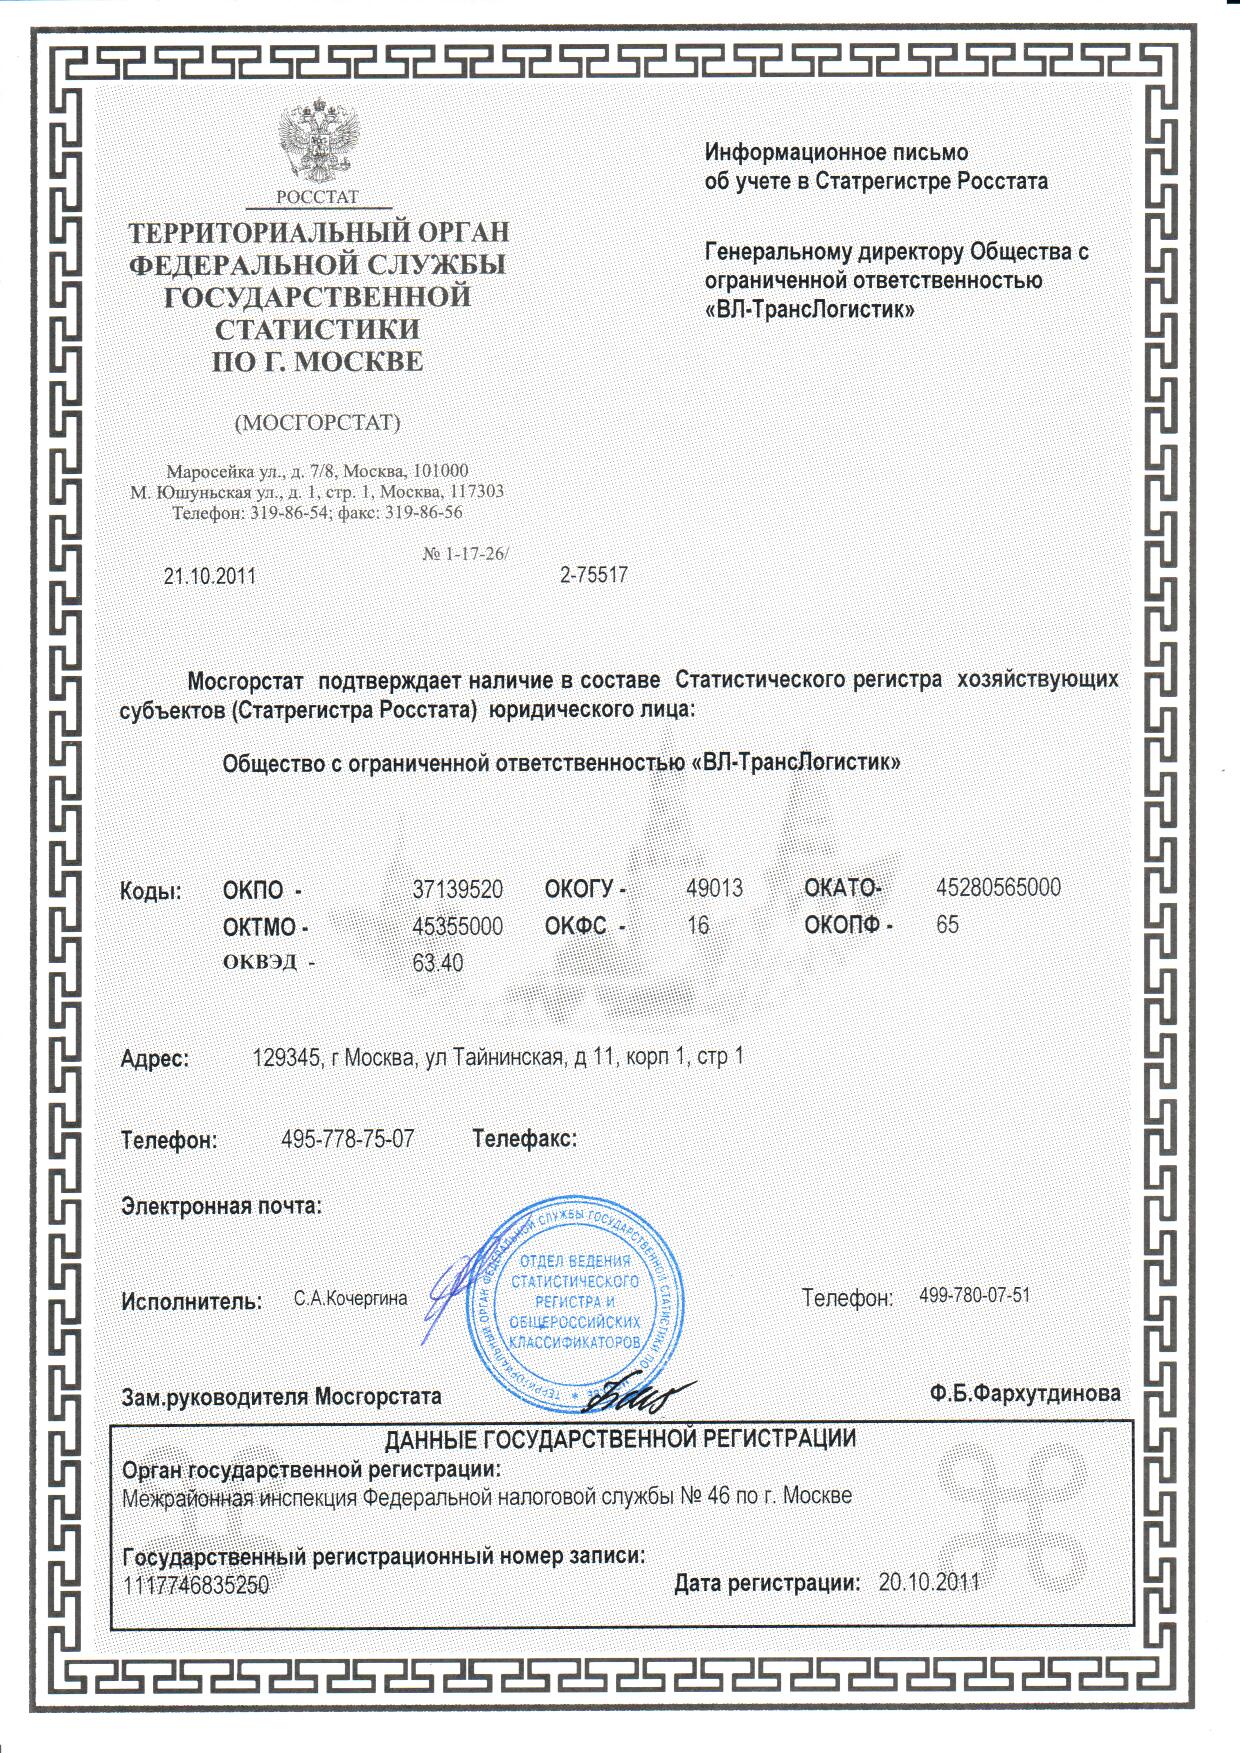 РОССТАТ
ТЕРРИТОРИАЛЬНЫЙ ОРГАН
ФЕДЕРАЛЬНОЙ СЛУЖБЫ
ГОСУДАРСТВЕННОЙ
СТАТИСТИКИ
ПО Г. МОСКВЕ
(МОСГОРСТАТ)
Маросейка ул., д. 7/8, Москва, 101000
М. Юшуньская ул., д. 1, стр. 1, Москва, 117303
Телефон: 319-86-54; факс: 319-86-56
№ 1-17-26/
21.10.2011 2-75517
Информационное письмо
об учете в Статрегистре Росстата
Генеральному директору Общества с
ограниченной ответственностью
«ВЛ-ТрансЛогистик»
Мосгорстат подтверждает наличие в составе Статистического регистра хозяйствующих
субъектов (Статрегистра Росстата) юридического лица:
Общество с ограниченной ответственностью «ВЛ-ТрансЛогистик»
Коды: ОКПО - 37139520 ОКОГУ - 49013 ОКАТО- 45280565000
ОКТМО - 45355000 ОКФС - 16 ОКОПФ - 65
ОКВЭД - 63.40
Адрес: 129345, г Москва, ул Тайнинская, д 11, корп 1, стр 1
Телефон: 495-778-75-07 Телефакс:
Электронная почта:
Исполнитель: С.А.Кочергина Телефон: 499-780-07-51
ТЕРРИТОРИАЛЬНЫЙ ОРГАН ФЕДЕРАЛЬНОЙ СЛУЖБЫ ГОСУДАРСТВЕННОЙ СТАТИСТИКИ ПО
ОТДЕЛ ВЕДЕНИЯ
СТАТИСТИЧЕСКОГО
РЕГИСТРА И
ОБЩЕРОССИЙСКИХ
КЛАССИФИКАТОРОВ
Зам.руководителя Мосгорстата Ф.Б.Фархутдинова
ДАННЫЕ ГОСУДАРСТВЕННОЙ РЕГИСТРАЦИИ
Орган государственной регистрации:
Межрайонная инспекция Федеральной налоговой службы № 46 по г. Москве
Государственный регистрационный номер записи:
1117746835250 Дата регистрации: 20.10.2011